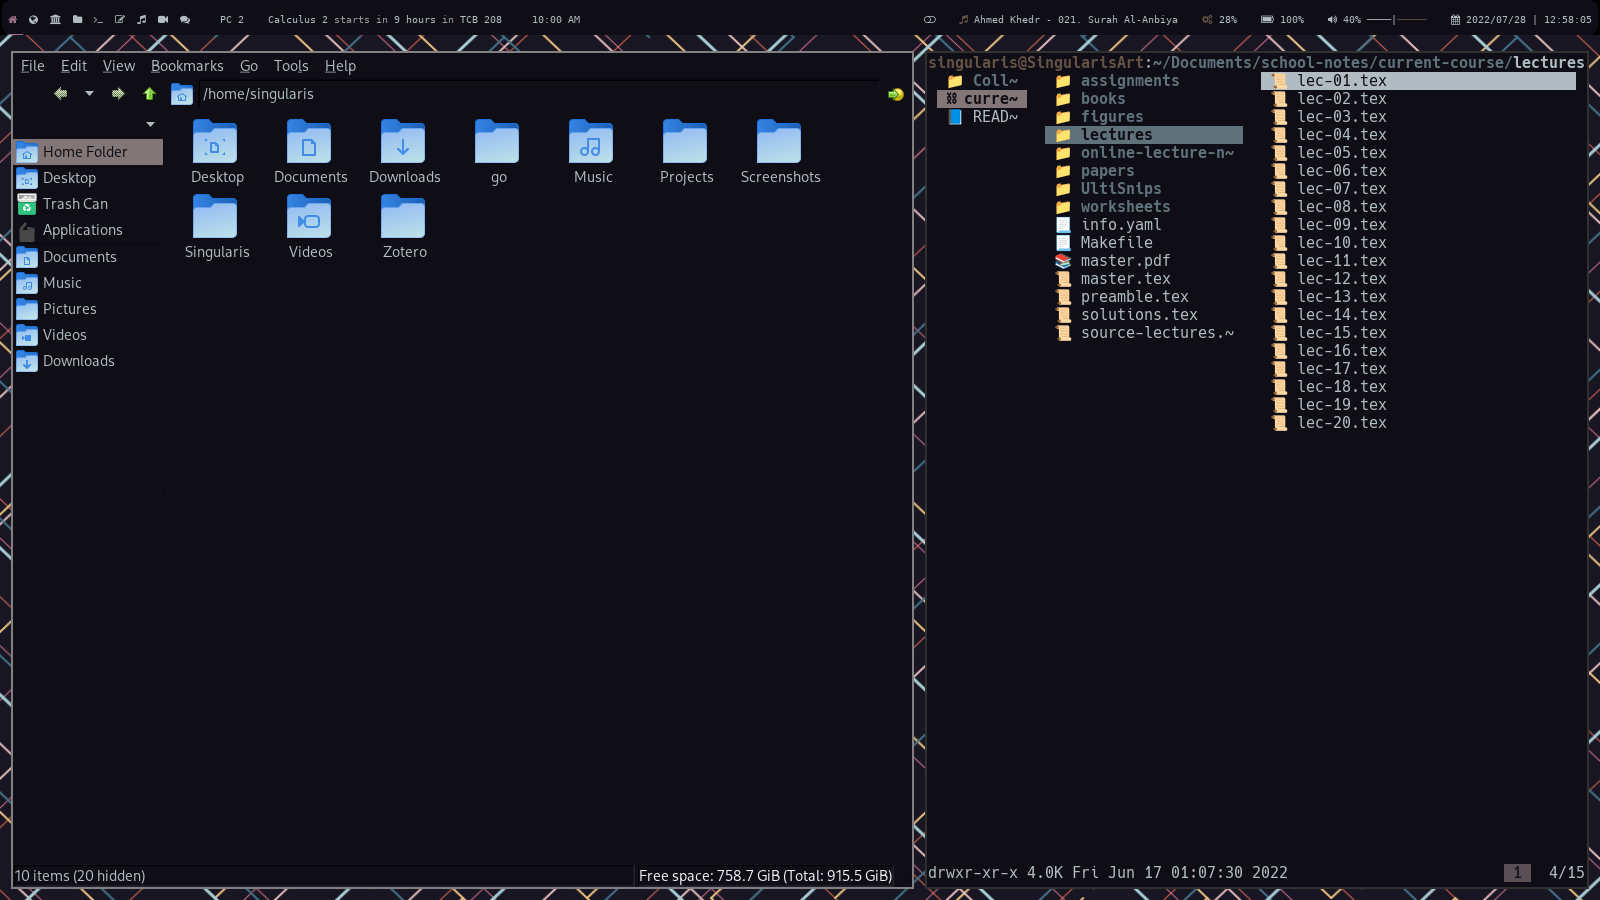 PC 2 Calculus 2 starts in 9 hours in TCB 208 10:00 AM
Ahmed Khedr - 021. Surah Al-Anbiya 28% 100% 40% 2022/07/28 | 12:58:05
File Edit View Bookmarks Go Tools Help
/home/singularis
Home Folder
Desktop
Trash Can
Applications
Documents
Music
Pictures
Videos
Downloads
Desktop Documents Downloads go Music Projects Screenshots
Singularis Videos Zotero
10 items (20 hidden)
Free space: 758.7 GiB (Total: 915.5 GiB)
singularis@SingularisArt:~/Documents/school-notes/current-course/lectures
Coll~
curre~
READ~
assignments
books
figures
lectures
online-lecture-n~
papers
UltiSnips
worksheets
info.yaml
Makefile
master.pdf
master.tex
preamble.tex
solutions.tex
source-lectures.~
lec-01.tex
lec-02.tex
lec-03.tex
lec-04.tex
lec-05.tex
lec-06.tex
lec-07.tex
lec-08.tex
lec-09.tex
lec-10.tex
lec-11.tex
lec-12.tex
lec-13.tex
lec-14.tex
lec-15.tex
lec-16.tex
lec-17.tex
lec-18.tex
lec-19.tex
lec-20.tex
drwxr-xr-x 4.0K Fri Jun 17 01:07:30 2022
1 4/15